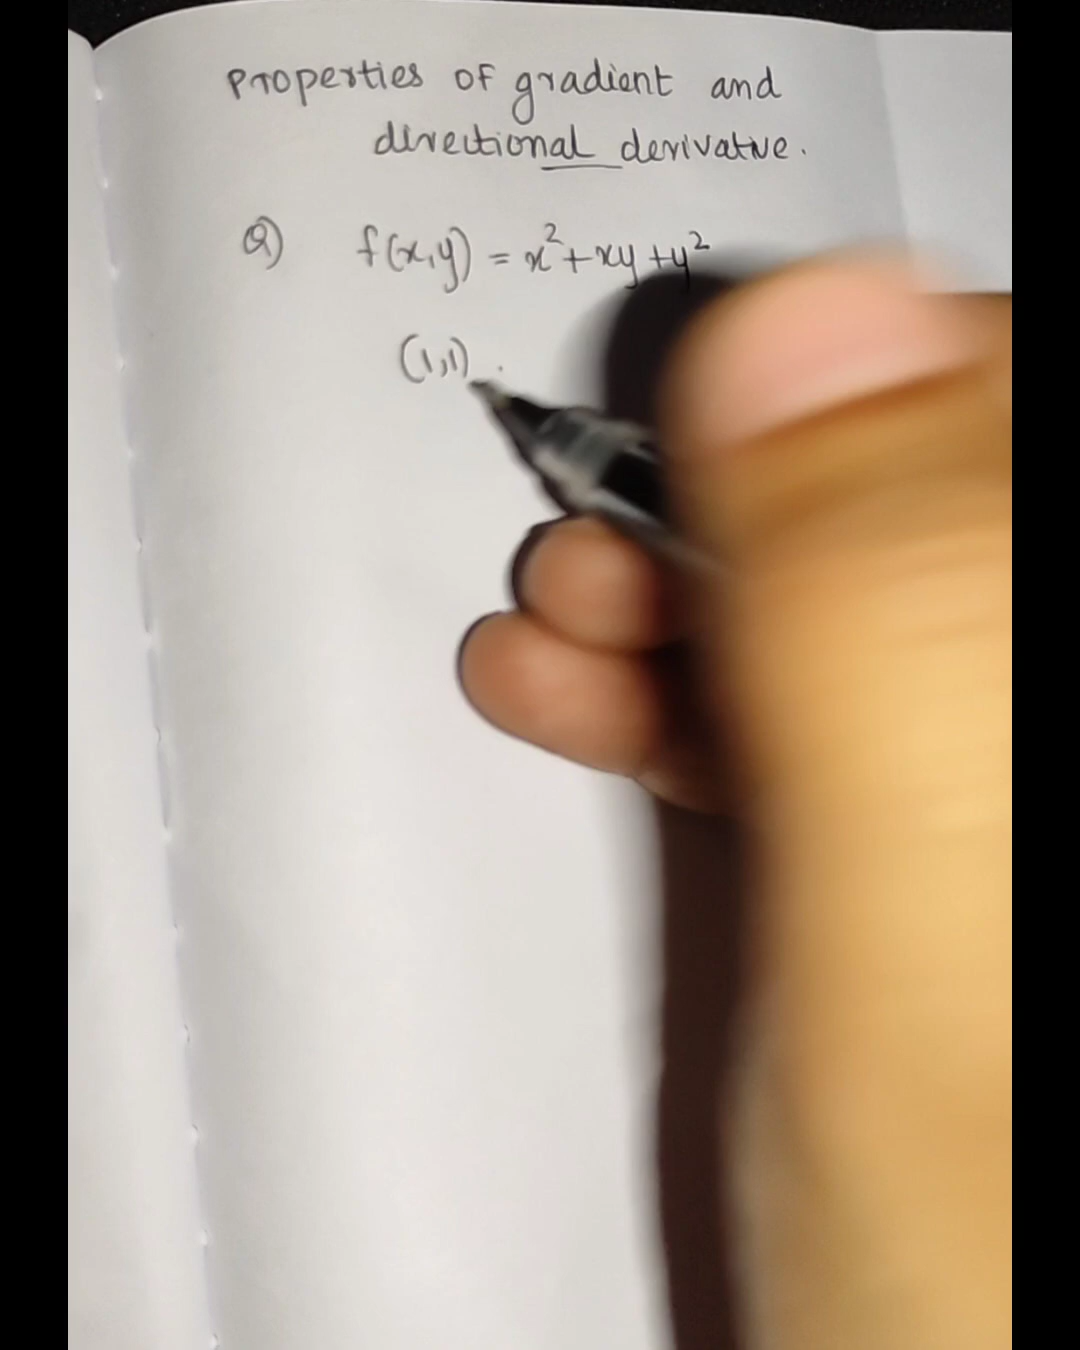 Properties of gradient and
directional derivative.
Q) f(x,y) = x²+xy+y²
(1,1)